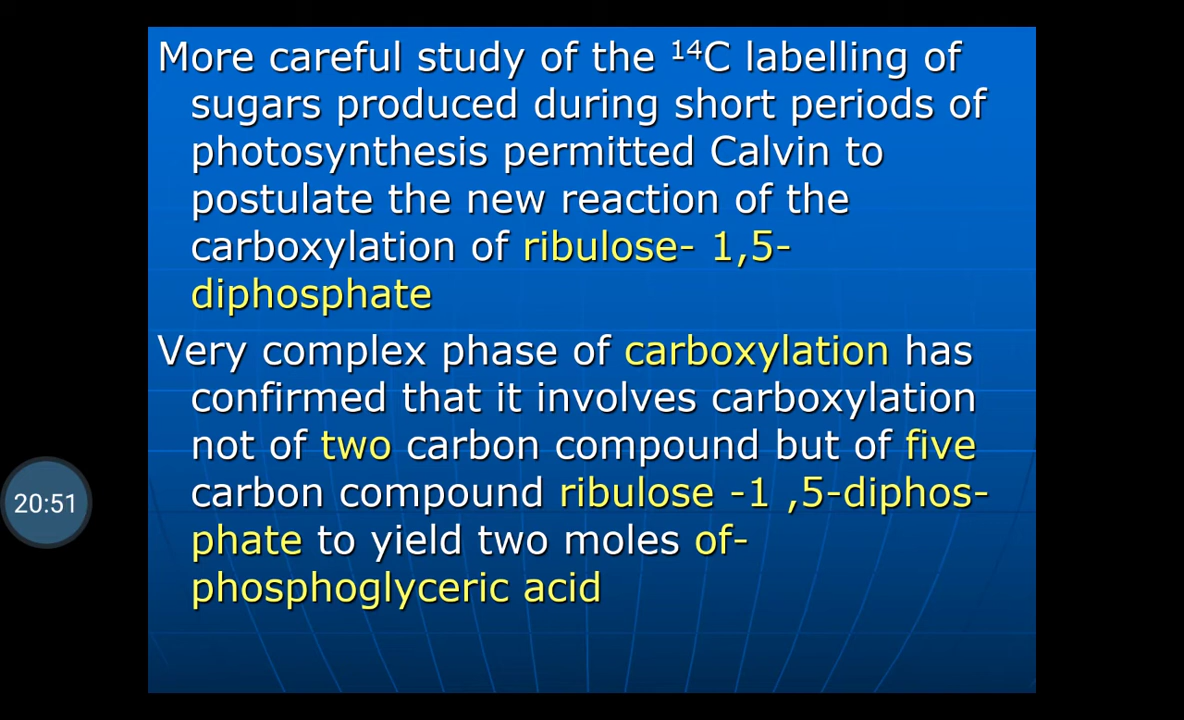 More careful study of the ¹⁴C labelling of
sugars produced during short periods of
photosynthesis permitted Calvin to
postulate the new reaction of the
carboxylation of ribulose- 1,5-
diphosphate
Very complex phase of carboxylation has
confirmed that it involves carboxylation
not of two carbon compound but of five
carbon compound ribulose -1 ,5-diphos-
phate to yield two moles of-
phosphoglyceric acid
20:51